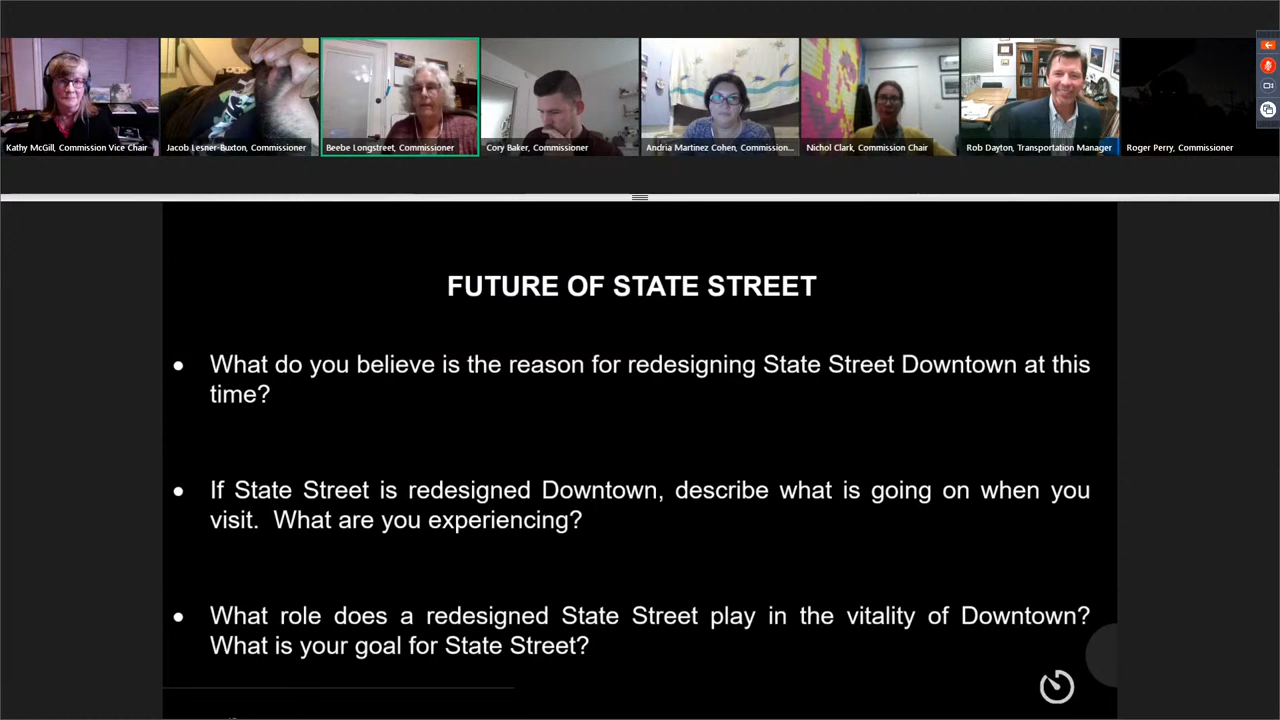 Kathy McGill, Commission Vice Chair
Jacob Lesner-Buxton, Commissioner
Beebe Longstreet, Commissioner
Cory Baker, Commissioner
Andria Martinez Cohen, Commission...
Nichol Clark, Commission Chair
Rob Dayton, Transportation Manager
Roger Perry, Commissioner
FUTURE OF STATE STREET
• What do you believe is the reason for redesigning State Street Downtown at this
time?
• If State Street is redesigned Downtown, describe what is going on when you
visit. What are you experiencing?
• What role does a redesigned State Street play in the vitality of Downtown?
What is your goal for State Street?